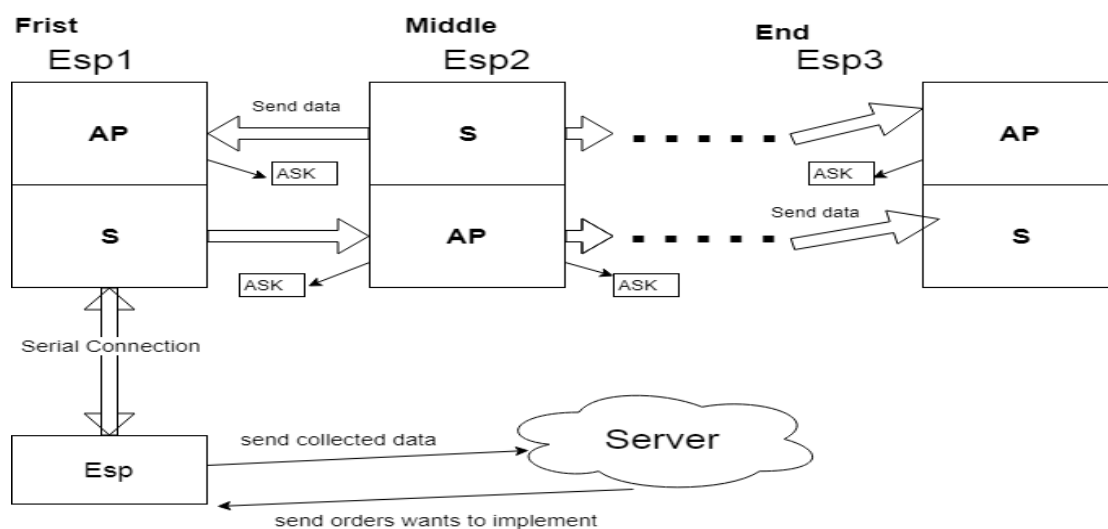 Frist
Esp1
Middle
Esp2
End
Esp3
AP
Send data
S
AP
ASK
ASK
S
AP
Send data
S
ASK
ASK
Serial Connection
Esp
send collected data
Server
send orders wants to implement